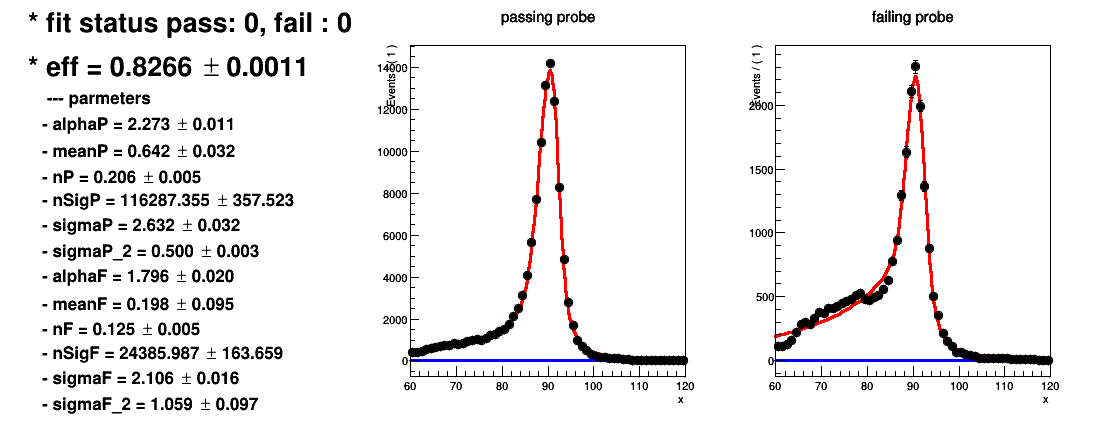 * fit status pass: 0, fail : 0
* eff = 0.8266 ± 0.0011
--- parmeters
- alphaP = 2.273 ± 0.011
- meanP = 0.642 ± 0.032
- nP = 0.206 ± 0.005
- nSigP = 116287.355 ± 357.523
- sigmaP = 2.632 ± 0.032
- sigmaP_2 = 0.500 ± 0.003
- alphaF = 1.796 ± 0.020
- meanF = 0.198 ± 0.095
- nF = 0.125 ± 0.005
- nSigF = 24385.987 ± 163.659
- sigmaF = 2.106 ± 0.016
- sigmaF_2 = 1.059 ± 0.097
passing probe
Events / ( 1 )
14000
12000
10000
8000
6000
4000
2000
0
60 70 80 90 100 110 120
x
failing probe
Events / ( 1 )
2000
1500
1000
500
0
60 70 80 90 100 110 120
x